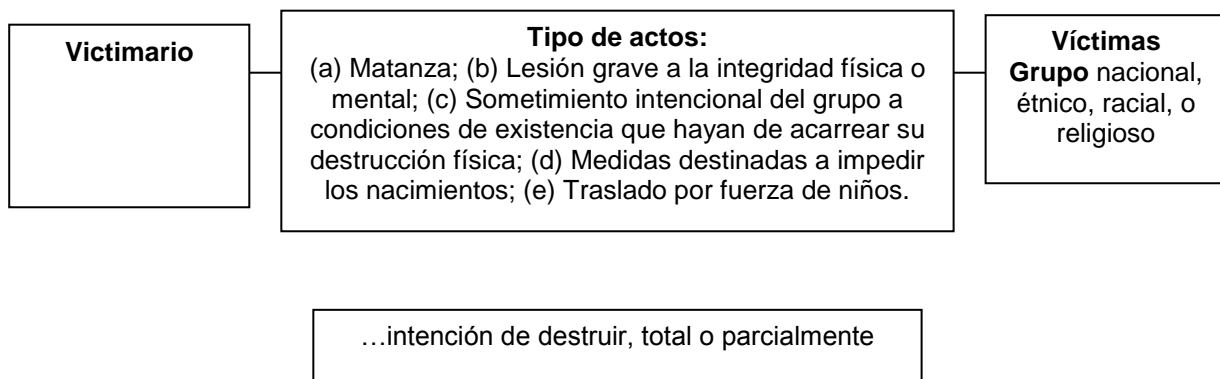 Victimario
Tipo de actos:
(a) Matanza; (b) Lesión grave a la integridad física o
mental; (c) Sometimiento intencional del grupo a
condiciones de existencia que hayan de acarrear su
destrucción física; (d) Medidas destinadas a impedir
los nacimientos; (e) Traslado por fuerza de niños.
Víctimas
Grupo nacional,
étnico, racial, o
religioso
…intención de destruir, total o parcialmente